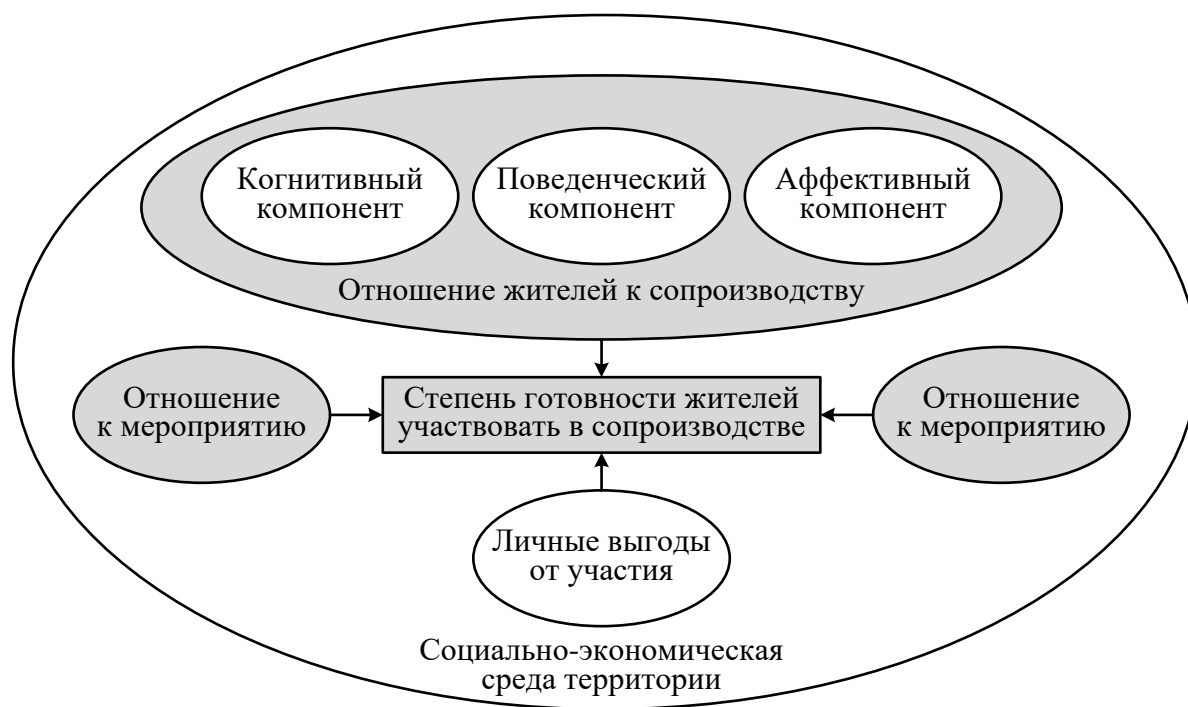 Когнитивный
компонент
Поведенческий
компонент
Аффективный
компонент
Отношение жителей к сопроизводству
Отношение
к мероприятию
Степень готовности жителей
участвовать в сопроизводстве
Отношение
к мероприятию
Личные выгоды
от участия
Социально-экономическая
среда территории